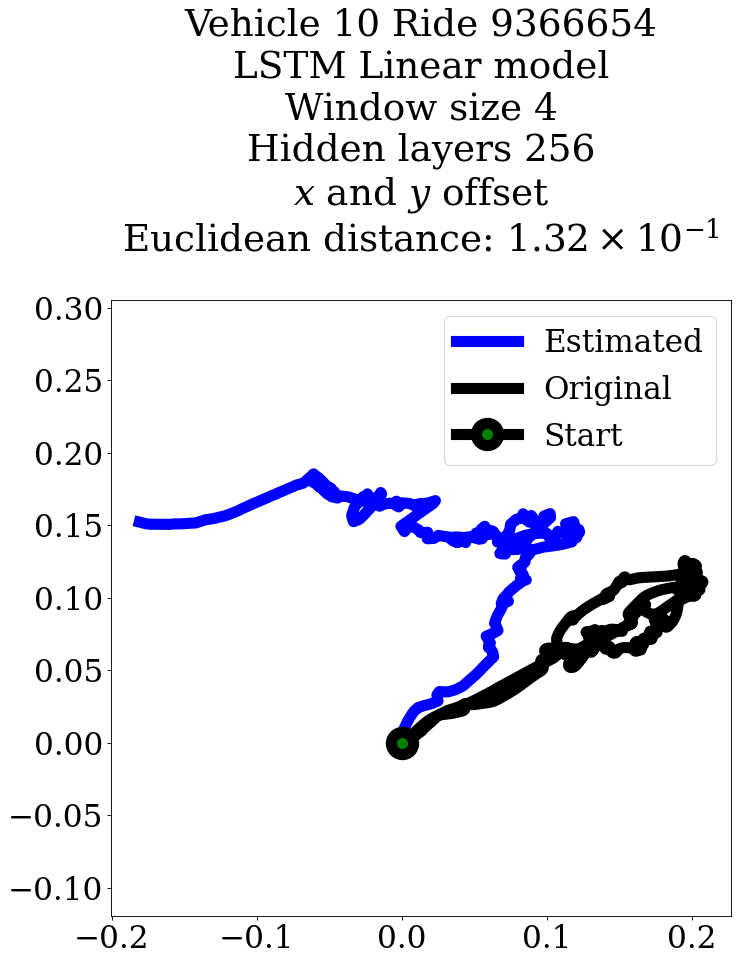 Vehicle 10 Ride 9366654
LSTM Linear model
Window size 4
Hidden layers 256
x and y offset
Euclidean distance: 1.32 × 10⁻¹
Estimated
Original
Start
0.30
0.25
0.20
0.15
0.10
0.05
0.00
−0.05
−0.10
−0.2 −0.1 0.0 0.1 0.2